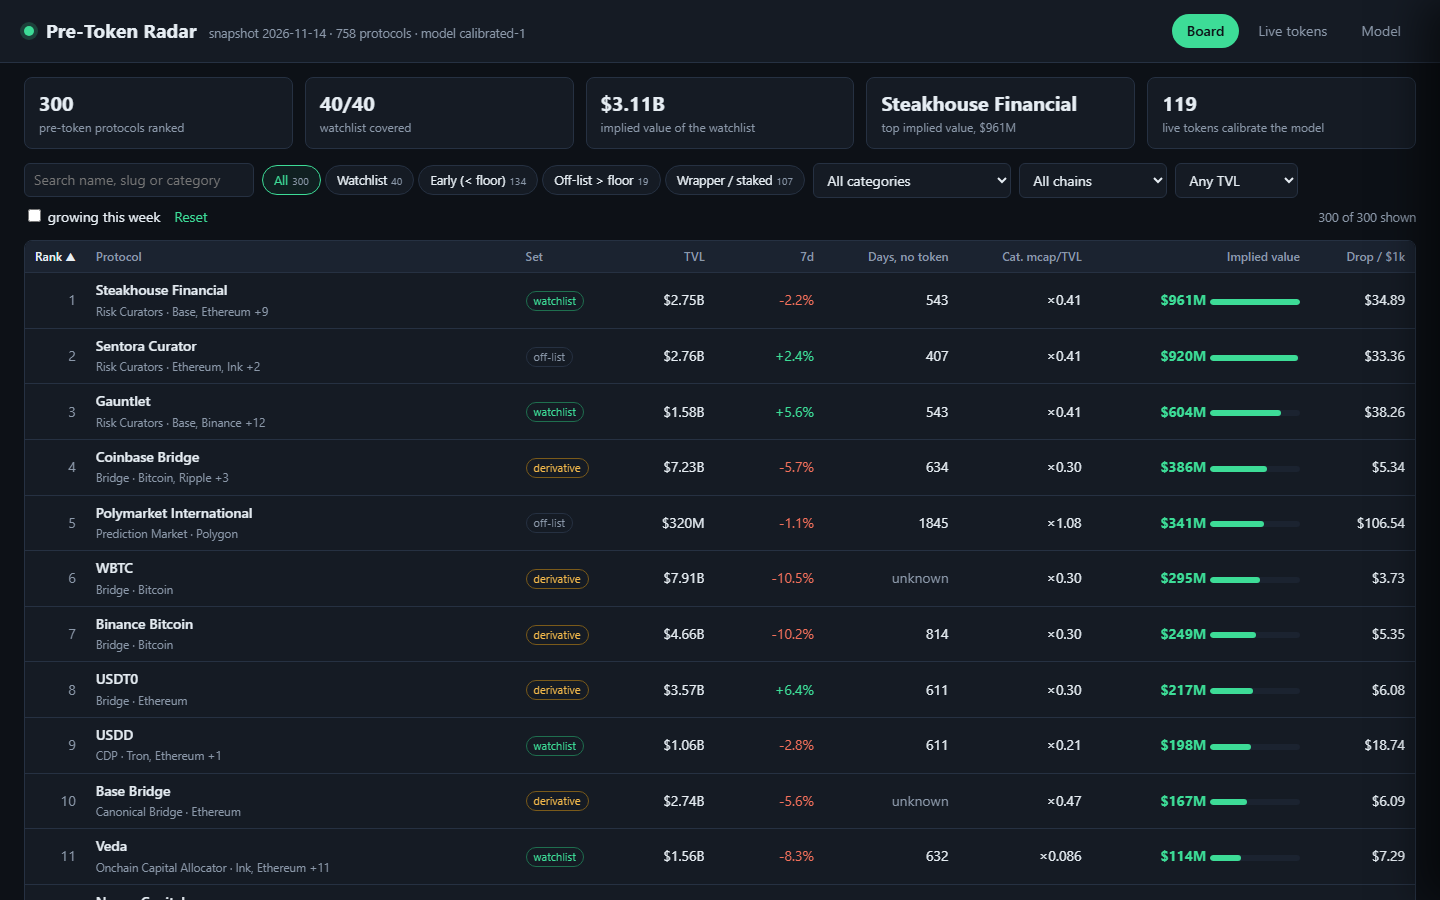 Pre-Token Radar snapshot 2026-11-14 · 758 protocols · model calibrated-1 Board Live tokens Model
300 40/40 $3.11B Steakhouse Financial 119
pre-token protocols ranked watchlist covered implied value of the watchlist top implied value, $961M live tokens calibrate the model
Search name, slug or category All 300 Watchlist 40 Early (< floor) 134 Off-list > floor 19 Wrapper / staked 107 All categories All chains Any TVL
growing this week Reset 300 of 300 shown
Rank ▲ Protocol Set TVL 7d Days, no token Cat. mcap/TVL Implied value Drop / $1k
1 Steakhouse Financial watchlist $2.75B -2.2% 543 ×0.41 $961M $34.89
Risk Curators · Base, Ethereum +9
2 Sentora Curator off-list $2.76B +2.4% 407 ×0.41 $920M $33.36
Risk Curators · Ethereum, Ink +2
3 Gauntlet watchlist $1.58B +5.6% 543 ×0.41 $604M $38.26
Risk Curators · Base, Binance +12
4 Coinbase Bridge derivative $7.23B -5.7% 634 ×0.30 $386M $5.34
Bridge · Bitcoin, Ripple +3
5 Polymarket International off-list $320M -1.1% 1845 ×1.08 $341M $106.54
Prediction Market · Polygon
6 WBTC derivative $7.91B -10.5% unknown ×0.30 $295M $3.73
Bridge · Bitcoin
7 Binance Bitcoin derivative $4.66B -10.2% 814 ×0.30 $249M $5.35
Bridge · Bitcoin
8 USDT0 derivative $3.57B +6.4% 611 ×0.30 $217M $6.08
Bridge · Ethereum
9 USDD watchlist $1.06B -2.8% 611 ×0.21 $198M $18.74
CDP · Tron, Ethereum +1
10 Base Bridge derivative $2.74B -5.6% unknown ×0.47 $167M $6.09
Canonical Bridge · Ethereum
11 Veda watchlist $1.56B -8.3% 632 ×0.086 $114M $7.29
Onchain Capital Allocator · Ink, Ethereum +11